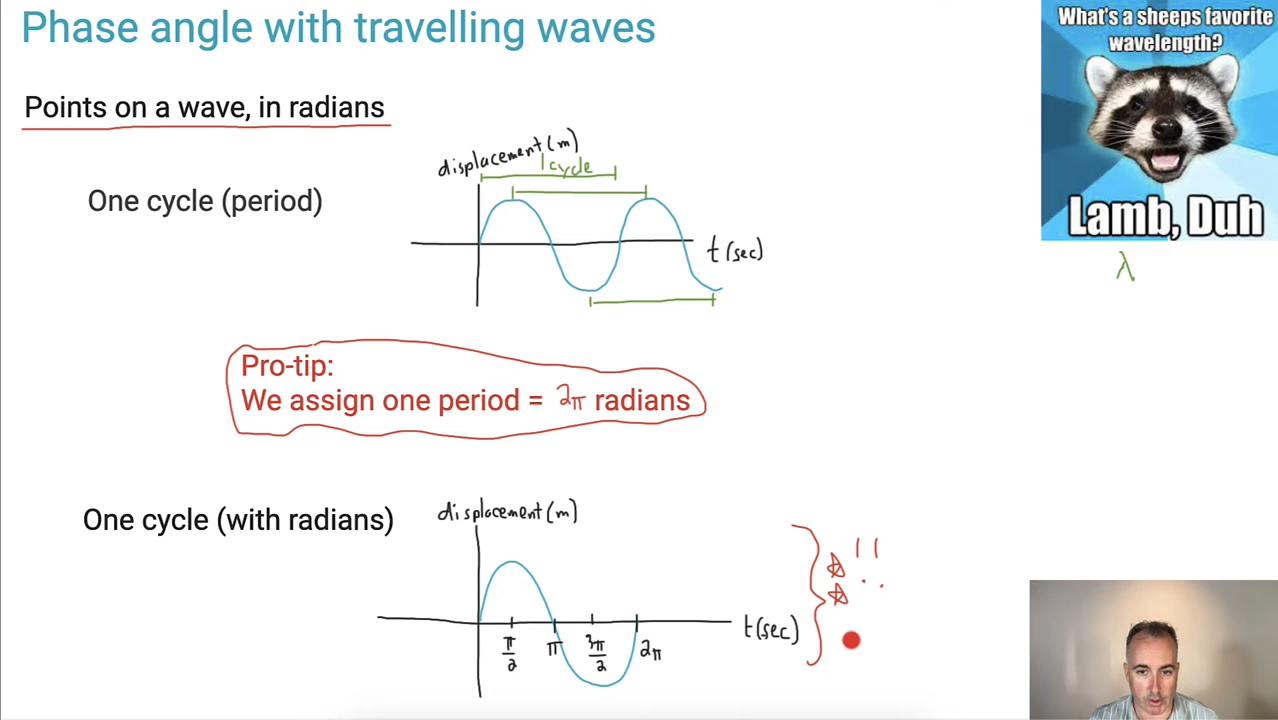 Phase angle with travelling waves
What's a sheeps favorite
wavelength?
Lamb, Duh
λ
Points on a wave, in radians
One cycle (period)
displacement (m)
1 cycle
t (sec)
Pro-tip:
We assign one period = 2π radians
One cycle (with radians)
displacement (m)
π/2 π 3π/2 2π
t (sec)
!!